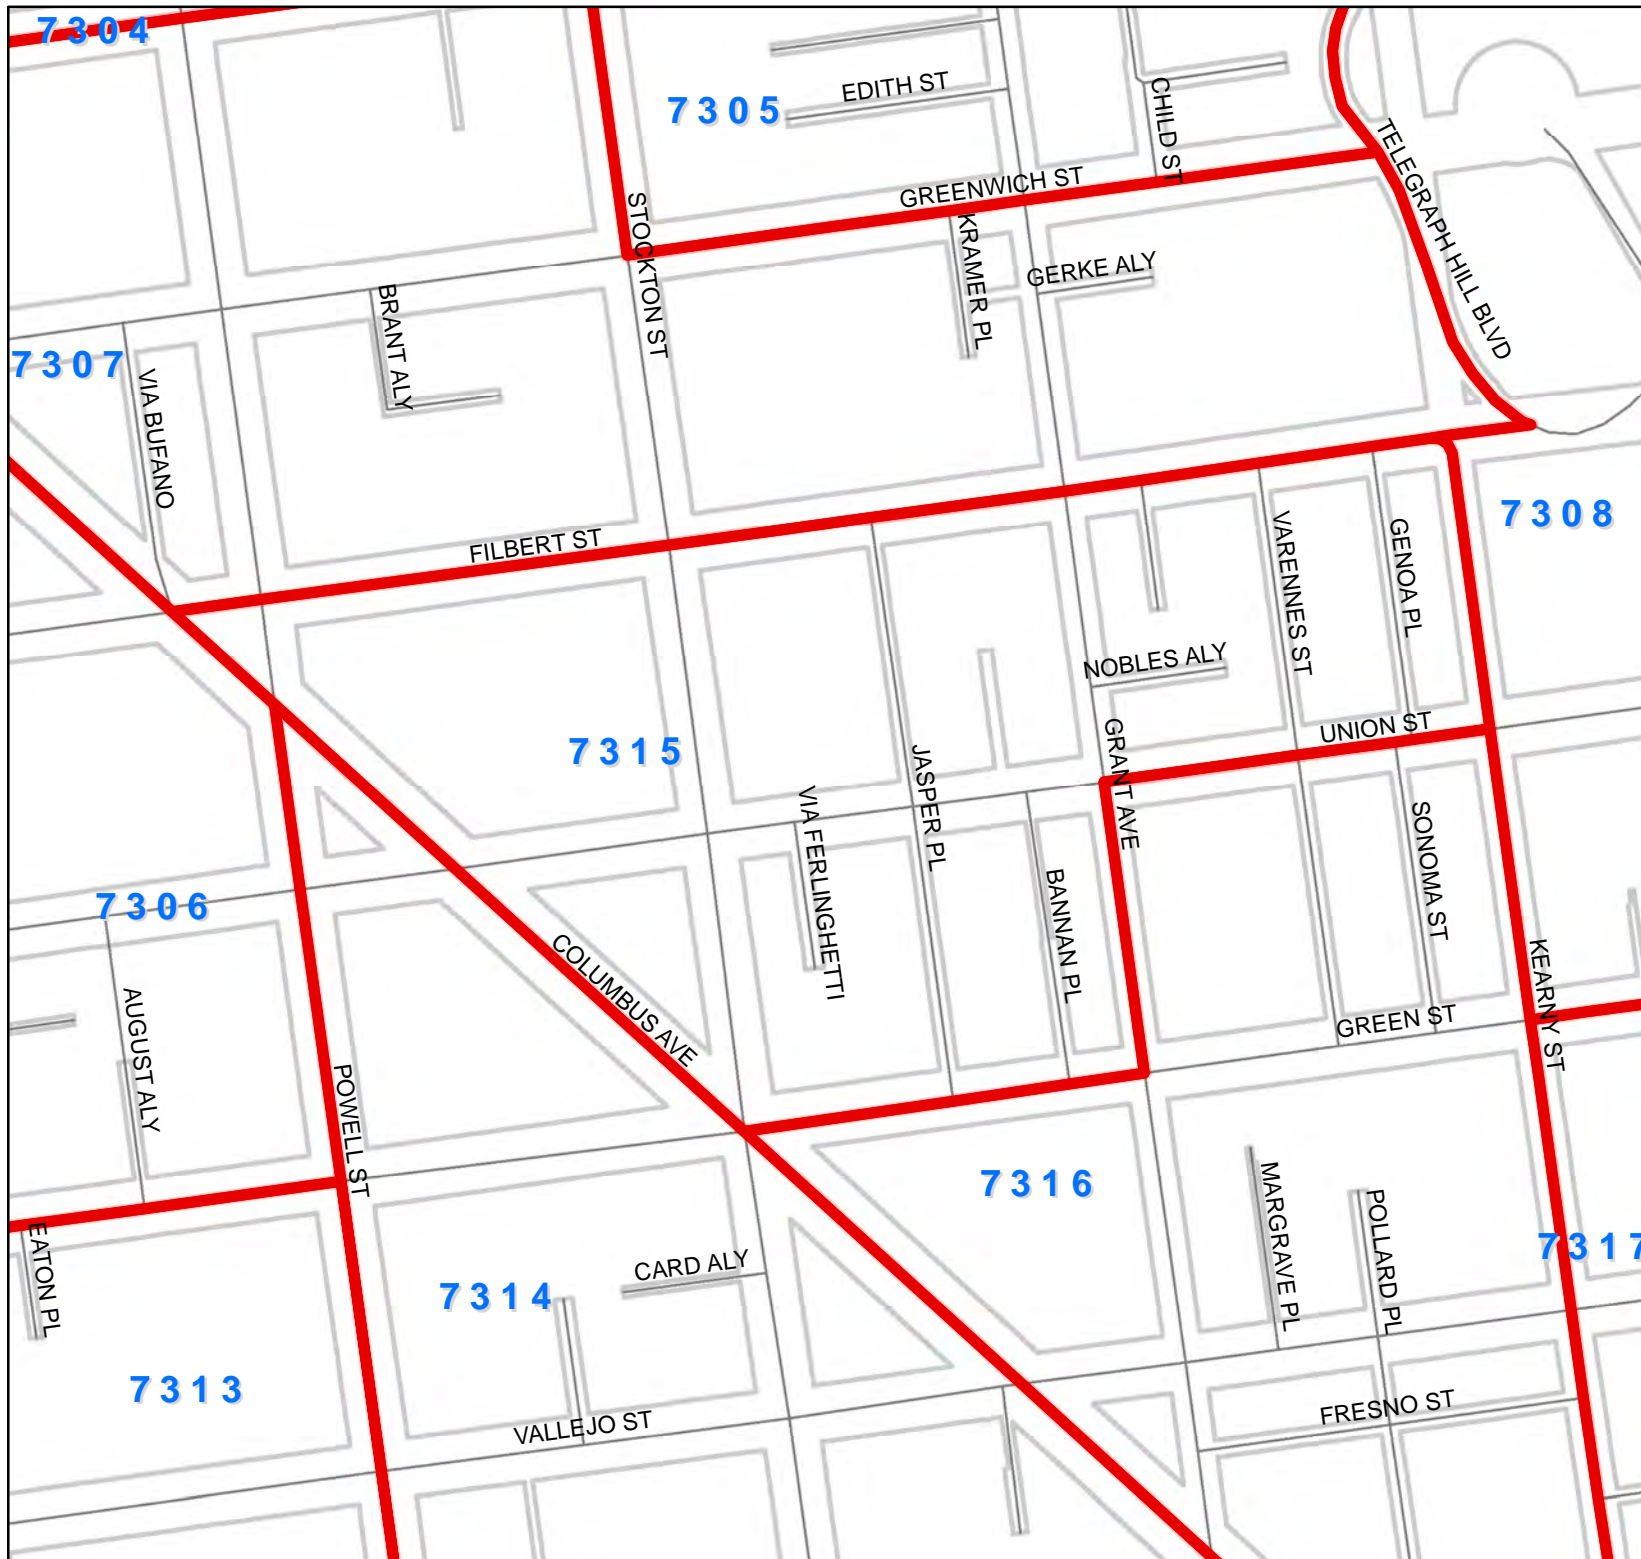 7304
7305
EDITH ST
CHILD ST
TELEGRAPH HILL BLVD
GREENWICH ST
STOCKTON ST
KRAMER PL
GERKE ALY
BRANT ALY
7307
VIA BUFANO
FILBERT ST
7308
VARENNES ST
GENOA PL
NOBLES ALY
UNION ST
GRANT AVE
7315
JASPER PL
VIA FERLINGHETTI
BANNAN PL
SONOMA ST
7306
COLUMBUS AVE
KEARNY ST
AUGUST ALY
GREEN ST
POWELL ST
7316
MARGRAVE PL
POLLARD PL
EATON PL
7317
CARD ALY
7314
7313
VALLEJO ST
FRESNO ST